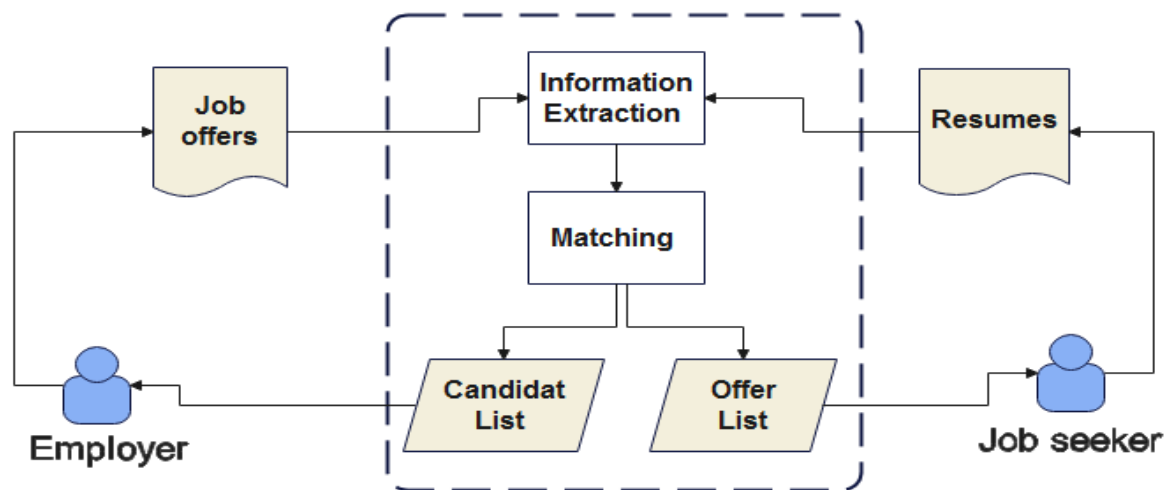 Job
offers
Information
Extraction
Resumes
Matching
Candidat
List
Offer
List
Employer
Job seeker